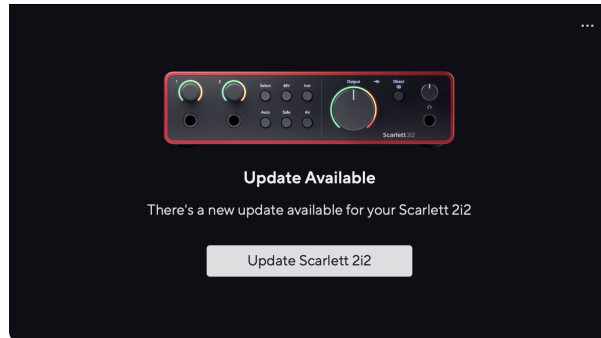 1
2
Select
48V
Inst
Auto
Safe
Air
Output
Direct
Scarlett 2i2
Update Available
There's a new update available for your Scarlett 2i2
Update Scarlett 2i2